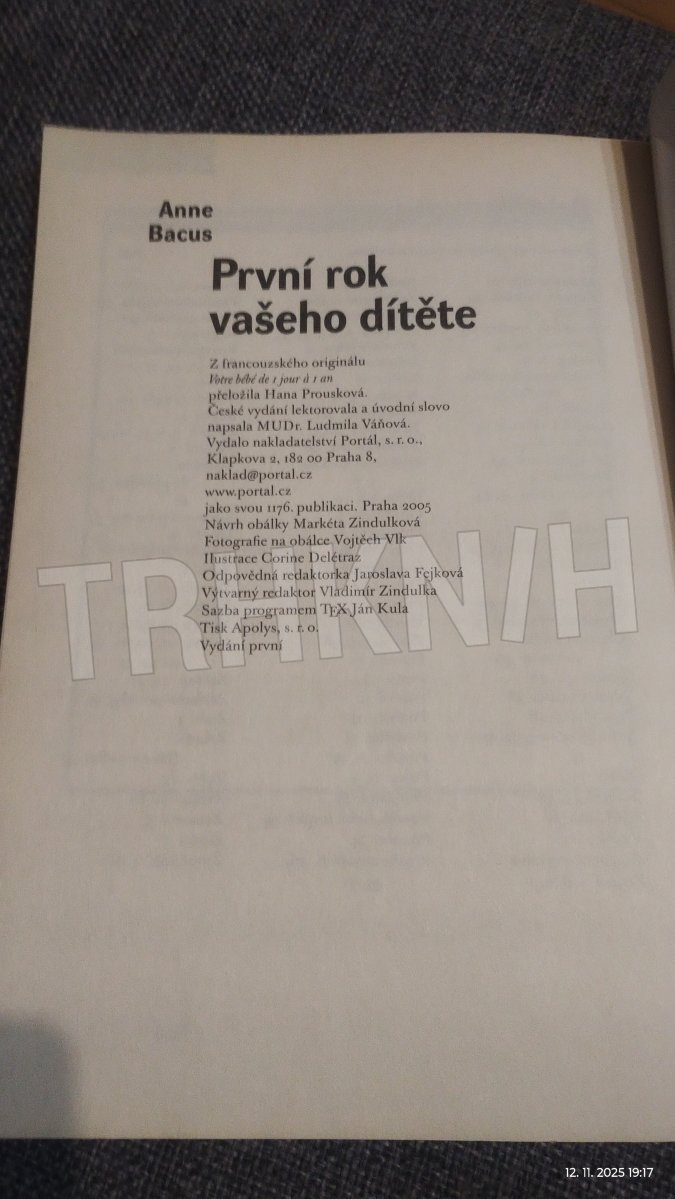 Anne
Bacus
První rok
vašeho dítěte
Z francouzského originálu
Votre bébé de 1 jour à 1 an
přeložila Hana Prousková.
České vydání lektorovala a úvodní slovo
napsala MUDr. Ludmila Váňová.
Vydalo nakladatelství Portál, s. r. o.,
Klapkova 2, 182 00 Praha 8,
naklad@portal.cz
www.portal.cz
jako svou 1176. publikaci. Praha 2005
Návrh obálky Markéta Zindulková
Fotografie na obálce Vojtěch Vlk
Ilustrace Corine Delétraz
Odpovědná redaktorka Jaroslava Fejková
Výtvarný redaktor Vladimír Zindulka
Sazba programem TEX Ján Kula
Tisk Apolys, s. r. o.
Vydání první
TRHKNIH
12. 11. 2025 19:17